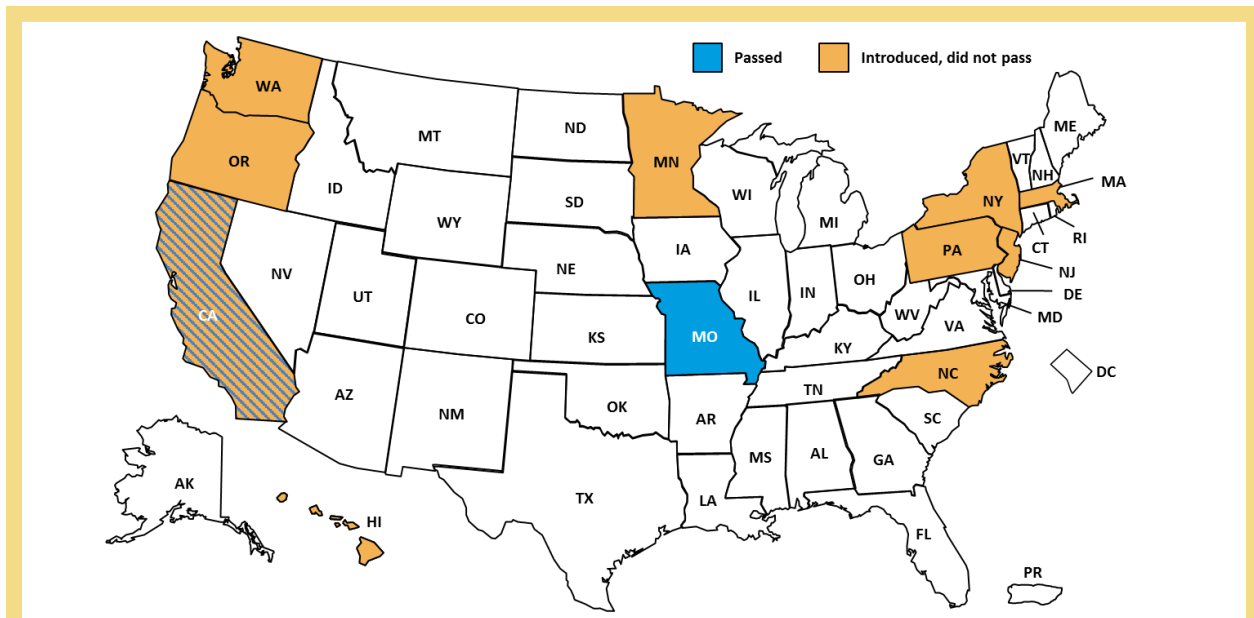 Passed
Introduced, did not pass
WA
OR
CA
ID
NV
MT
WY
UT
AZ
CO
NM
ND
SD
NE
KS
OK
TX
MN
IA
MO
AR
LA
WI
IL
MI
IN
OH
KY
TN
MS
AL
GA
FL
SC
NC
VA
WV
PA
NY
VT
NH
ME
MA
RI
CT
NJ
DE
MD
DC
AK
HI
PR